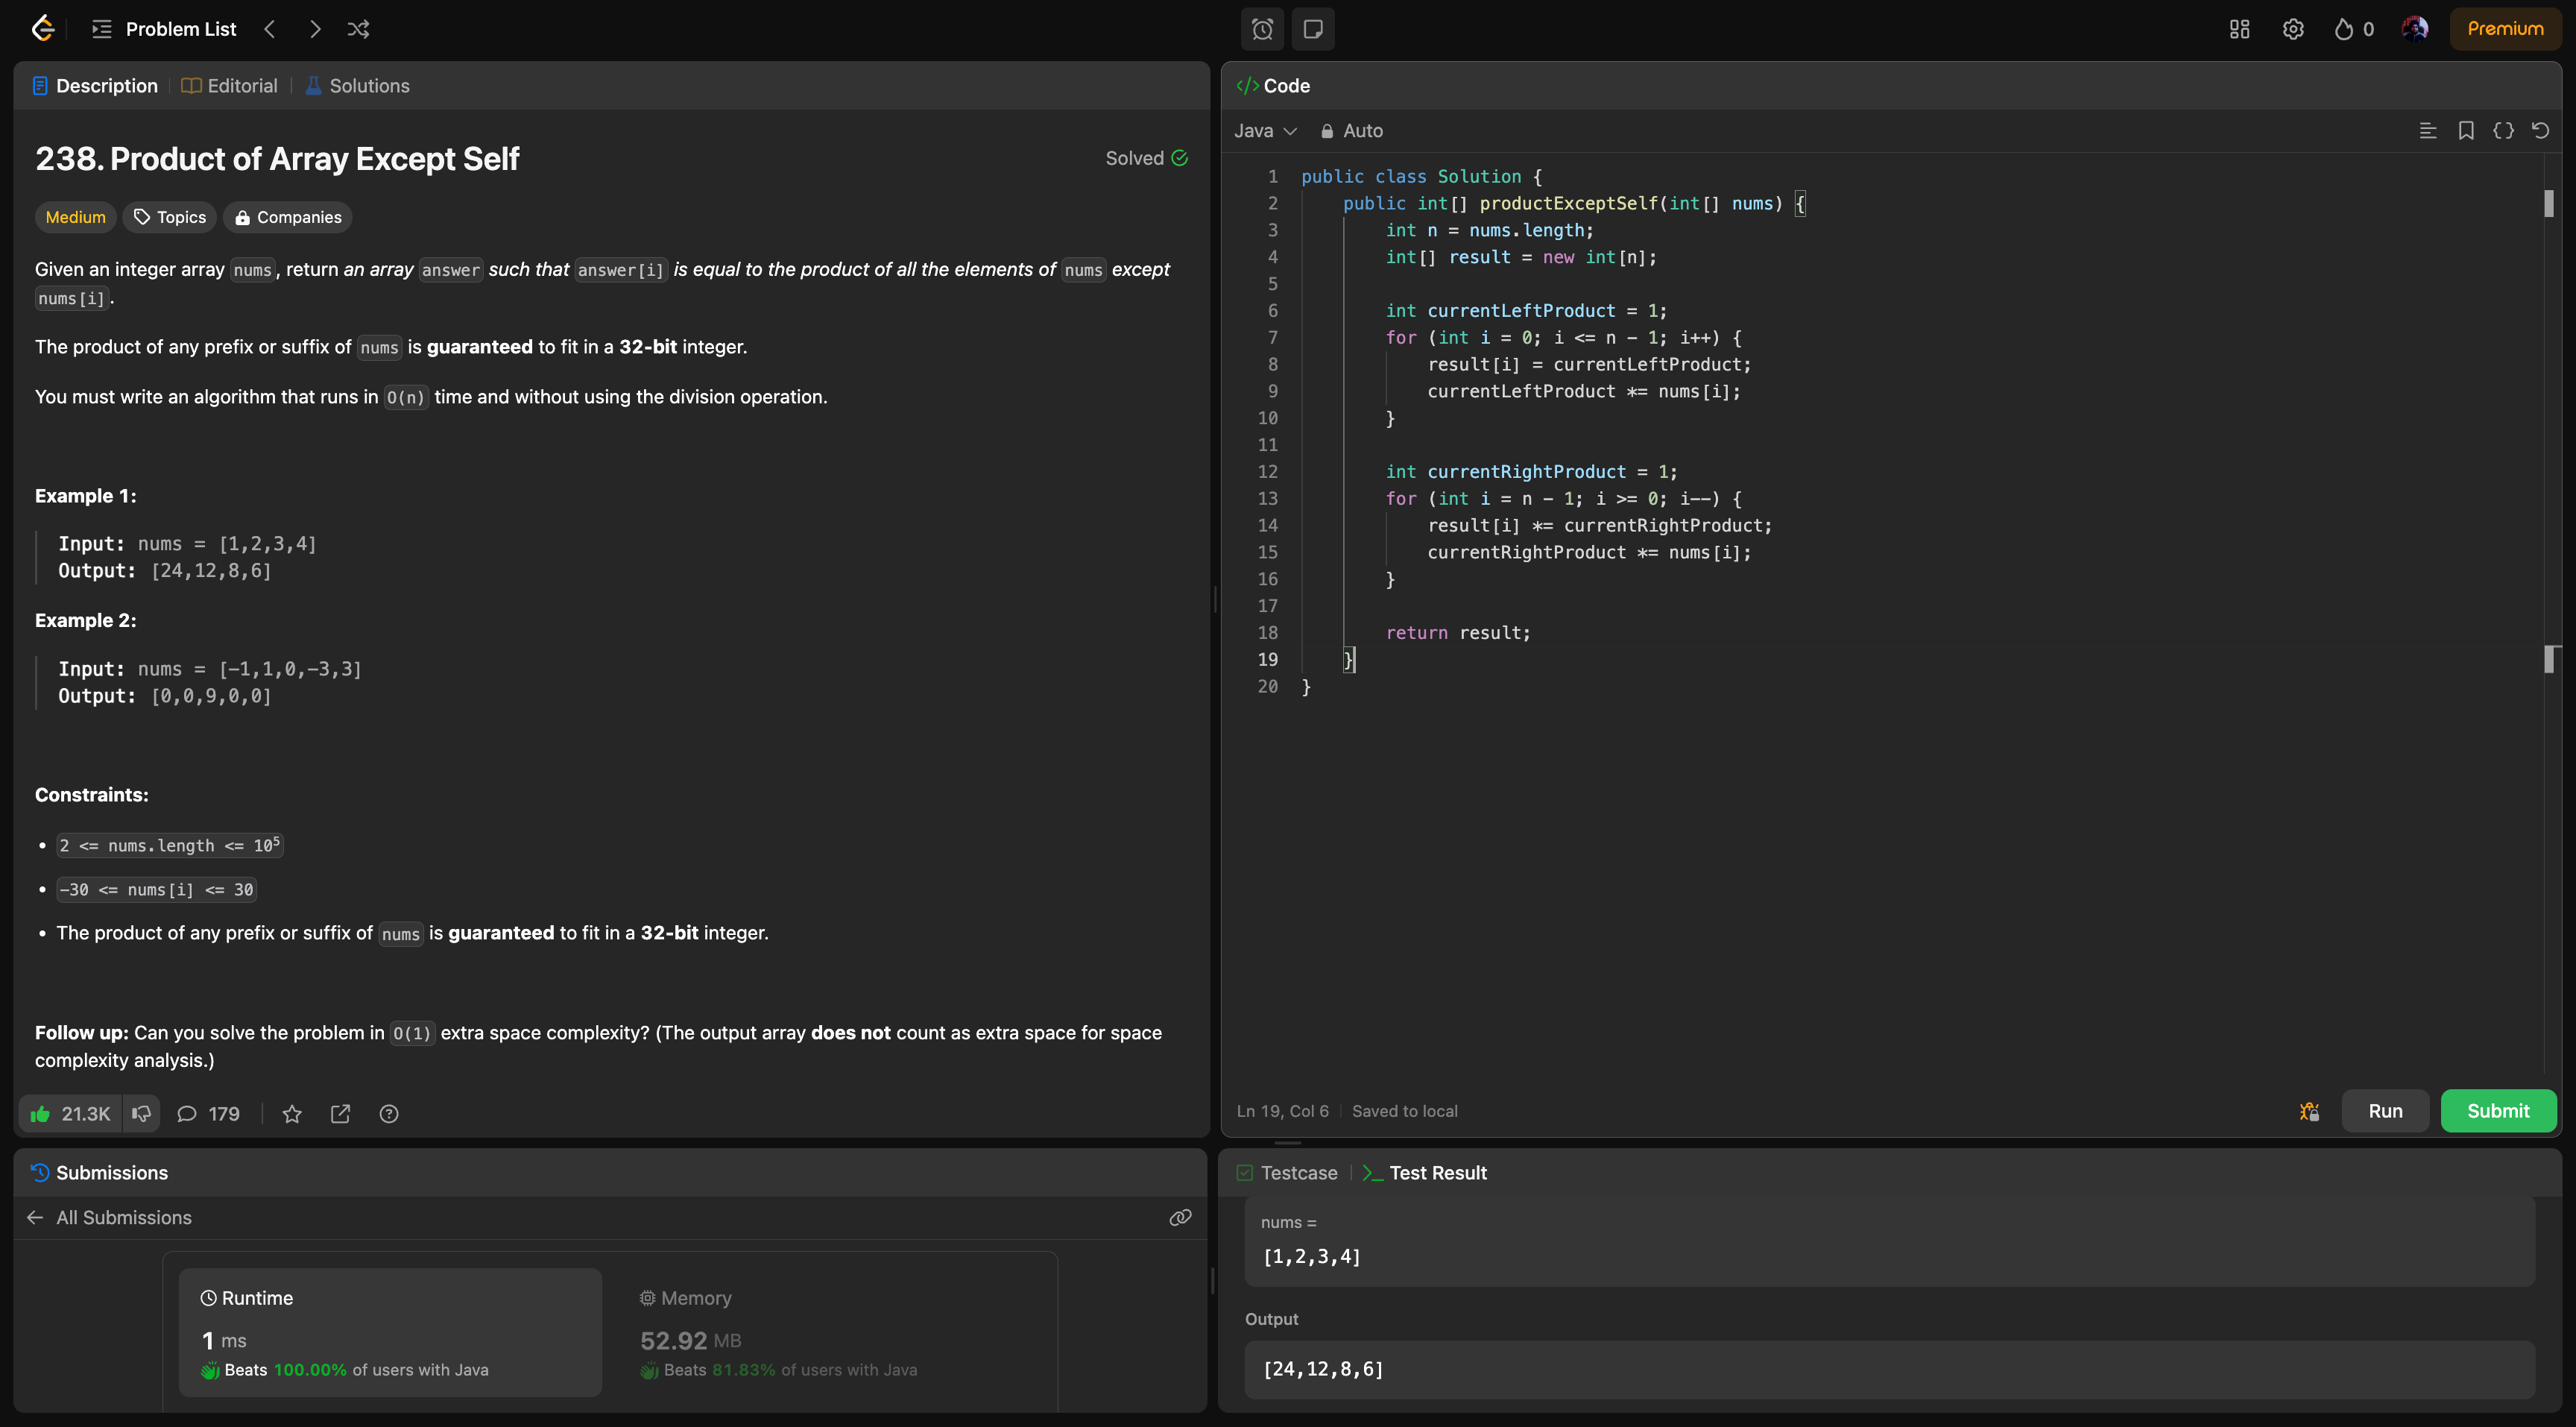 Problem List
0
Premium
Description
Editorial
Solutions
238. Product of Array Except Self
Solved
Medium
Topics
Companies
Given an integer array nums, return an array answer such that answer[i] is equal to the product of all the elements of nums except
nums[i].
The product of any prefix or suffix of nums is guaranteed to fit in a 32-bit integer.
You must write an algorithm that runs in O(n) time and without using the division operation.
Example 1:
Input: nums = [1,2,3,4]
Output: [24,12,8,6]
Example 2:
Input: nums = [-1,1,0,-3,3]
Output: [0,0,9,0,0]
Constraints:
• 2 <= nums.length <= 10⁵
• -30 <= nums[i] <= 30
• The product of any prefix or suffix of nums is guaranteed to fit in a 32-bit integer.
Follow up: Can you solve the problem in O(1) extra space complexity? (The output array does not count as extra space for space
complexity analysis.)
21.3K
179
</> Code
Java
Auto
1 public class Solution {
2     public int[] productExceptSelf(int[] nums) {
3         int n = nums.length;
4         int[] result = new int[n];
5
6         int currentLeftProduct = 1;
7         for (int i = 0; i <= n - 1; i++) {
8             result[i] = currentLeftProduct;
9             currentLeftProduct *= nums[i];
10         }
11
12         int currentRightProduct = 1;
13         for (int i = n - 1; i >= 0; i--) {
14             result[i] *= currentRightProduct;
15             currentRightProduct *= nums[i];
16         }
17
18         return result;
19     }
20 }
Ln 19, Col 6
Saved to local
Run
Submit
Submissions
All Submissions
Runtime
1 ms
Beats 100.00% of users with Java
Memory
52.92 MB
Beats 81.83% of users with Java
Testcase
>_ Test Result
nums =
[1,2,3,4]
Output
[24,12,8,6]